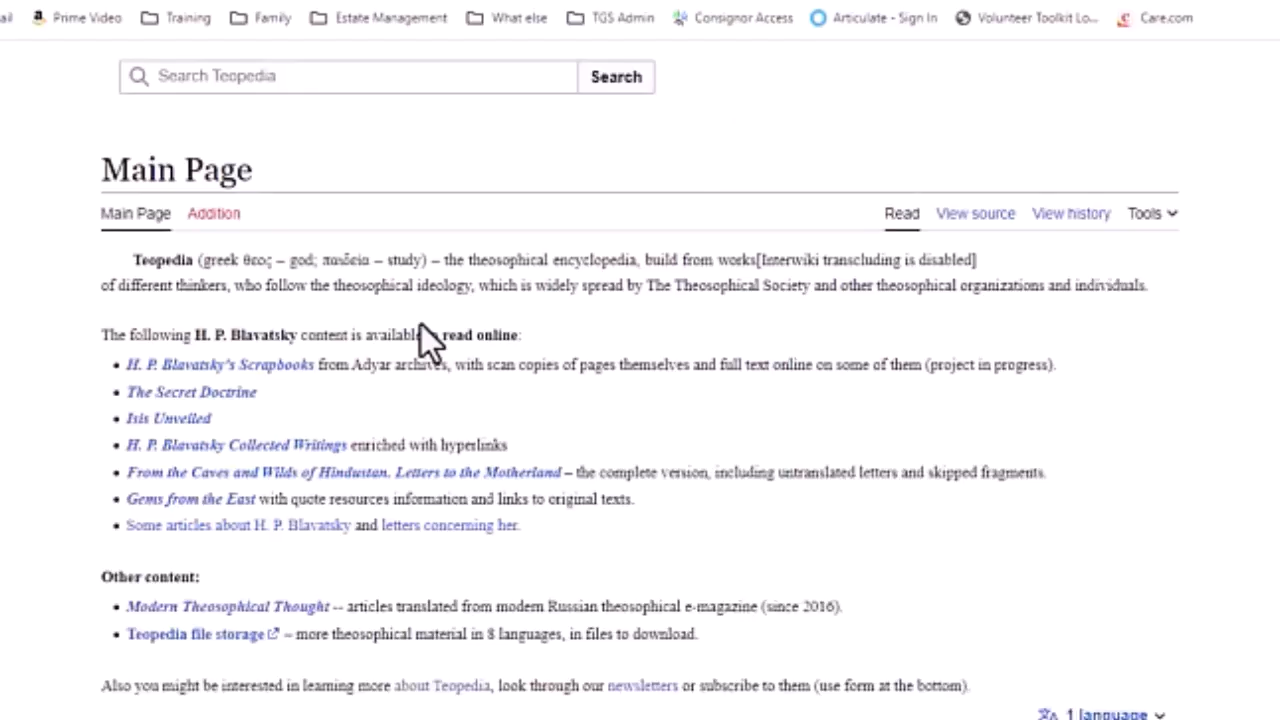 Prime Video Training Family Estate Management What else TGS Admin Consignor Access Articulate - Sign In Volunteer Toolkit Lo... Care.com
Search Teopedia Search
Main Page
Main Page Addition Read View source View history Tools
Teopedia (greek θεος – god; παιδεία – study) – the theosophical encyclopedia, build from works[Interwiki transcluding is disabled]
of different thinkers, who follow the theosophical ideology, which is widely spread by The Theosophical Society and other theosophical organizations and individuals.
The following H. P. Blavatsky content is available read online:
• H. P. Blavatsky's Scrapbooks from Adyar archives, with scan copies of pages themselves and full text online on some of them (project in progress).
• The Secret Doctrine
• Isis Unveiled
• H. P. Blavatsky Collected Writings enriched with hyperlinks
• From the Caves and Wilds of Hindustan. Letters to the Motherland – the complete version, including untranslated letters and skipped fragments.
• Gems from the East with quote resources information and links to original texts.
• Some articles about H. P. Blavatsky and letters concerning her.
Other content:
• Modern Theosophical Thought -- articles translated from modern Russian theosophical e-magazine (since 2016).
• Teopedia file storage – more theosophical material in 8 languages, in files to download.
Also you might be interested in learning more about Teopedia, look through our newsletters or subscribe to them (use form at the bottom).
1 language